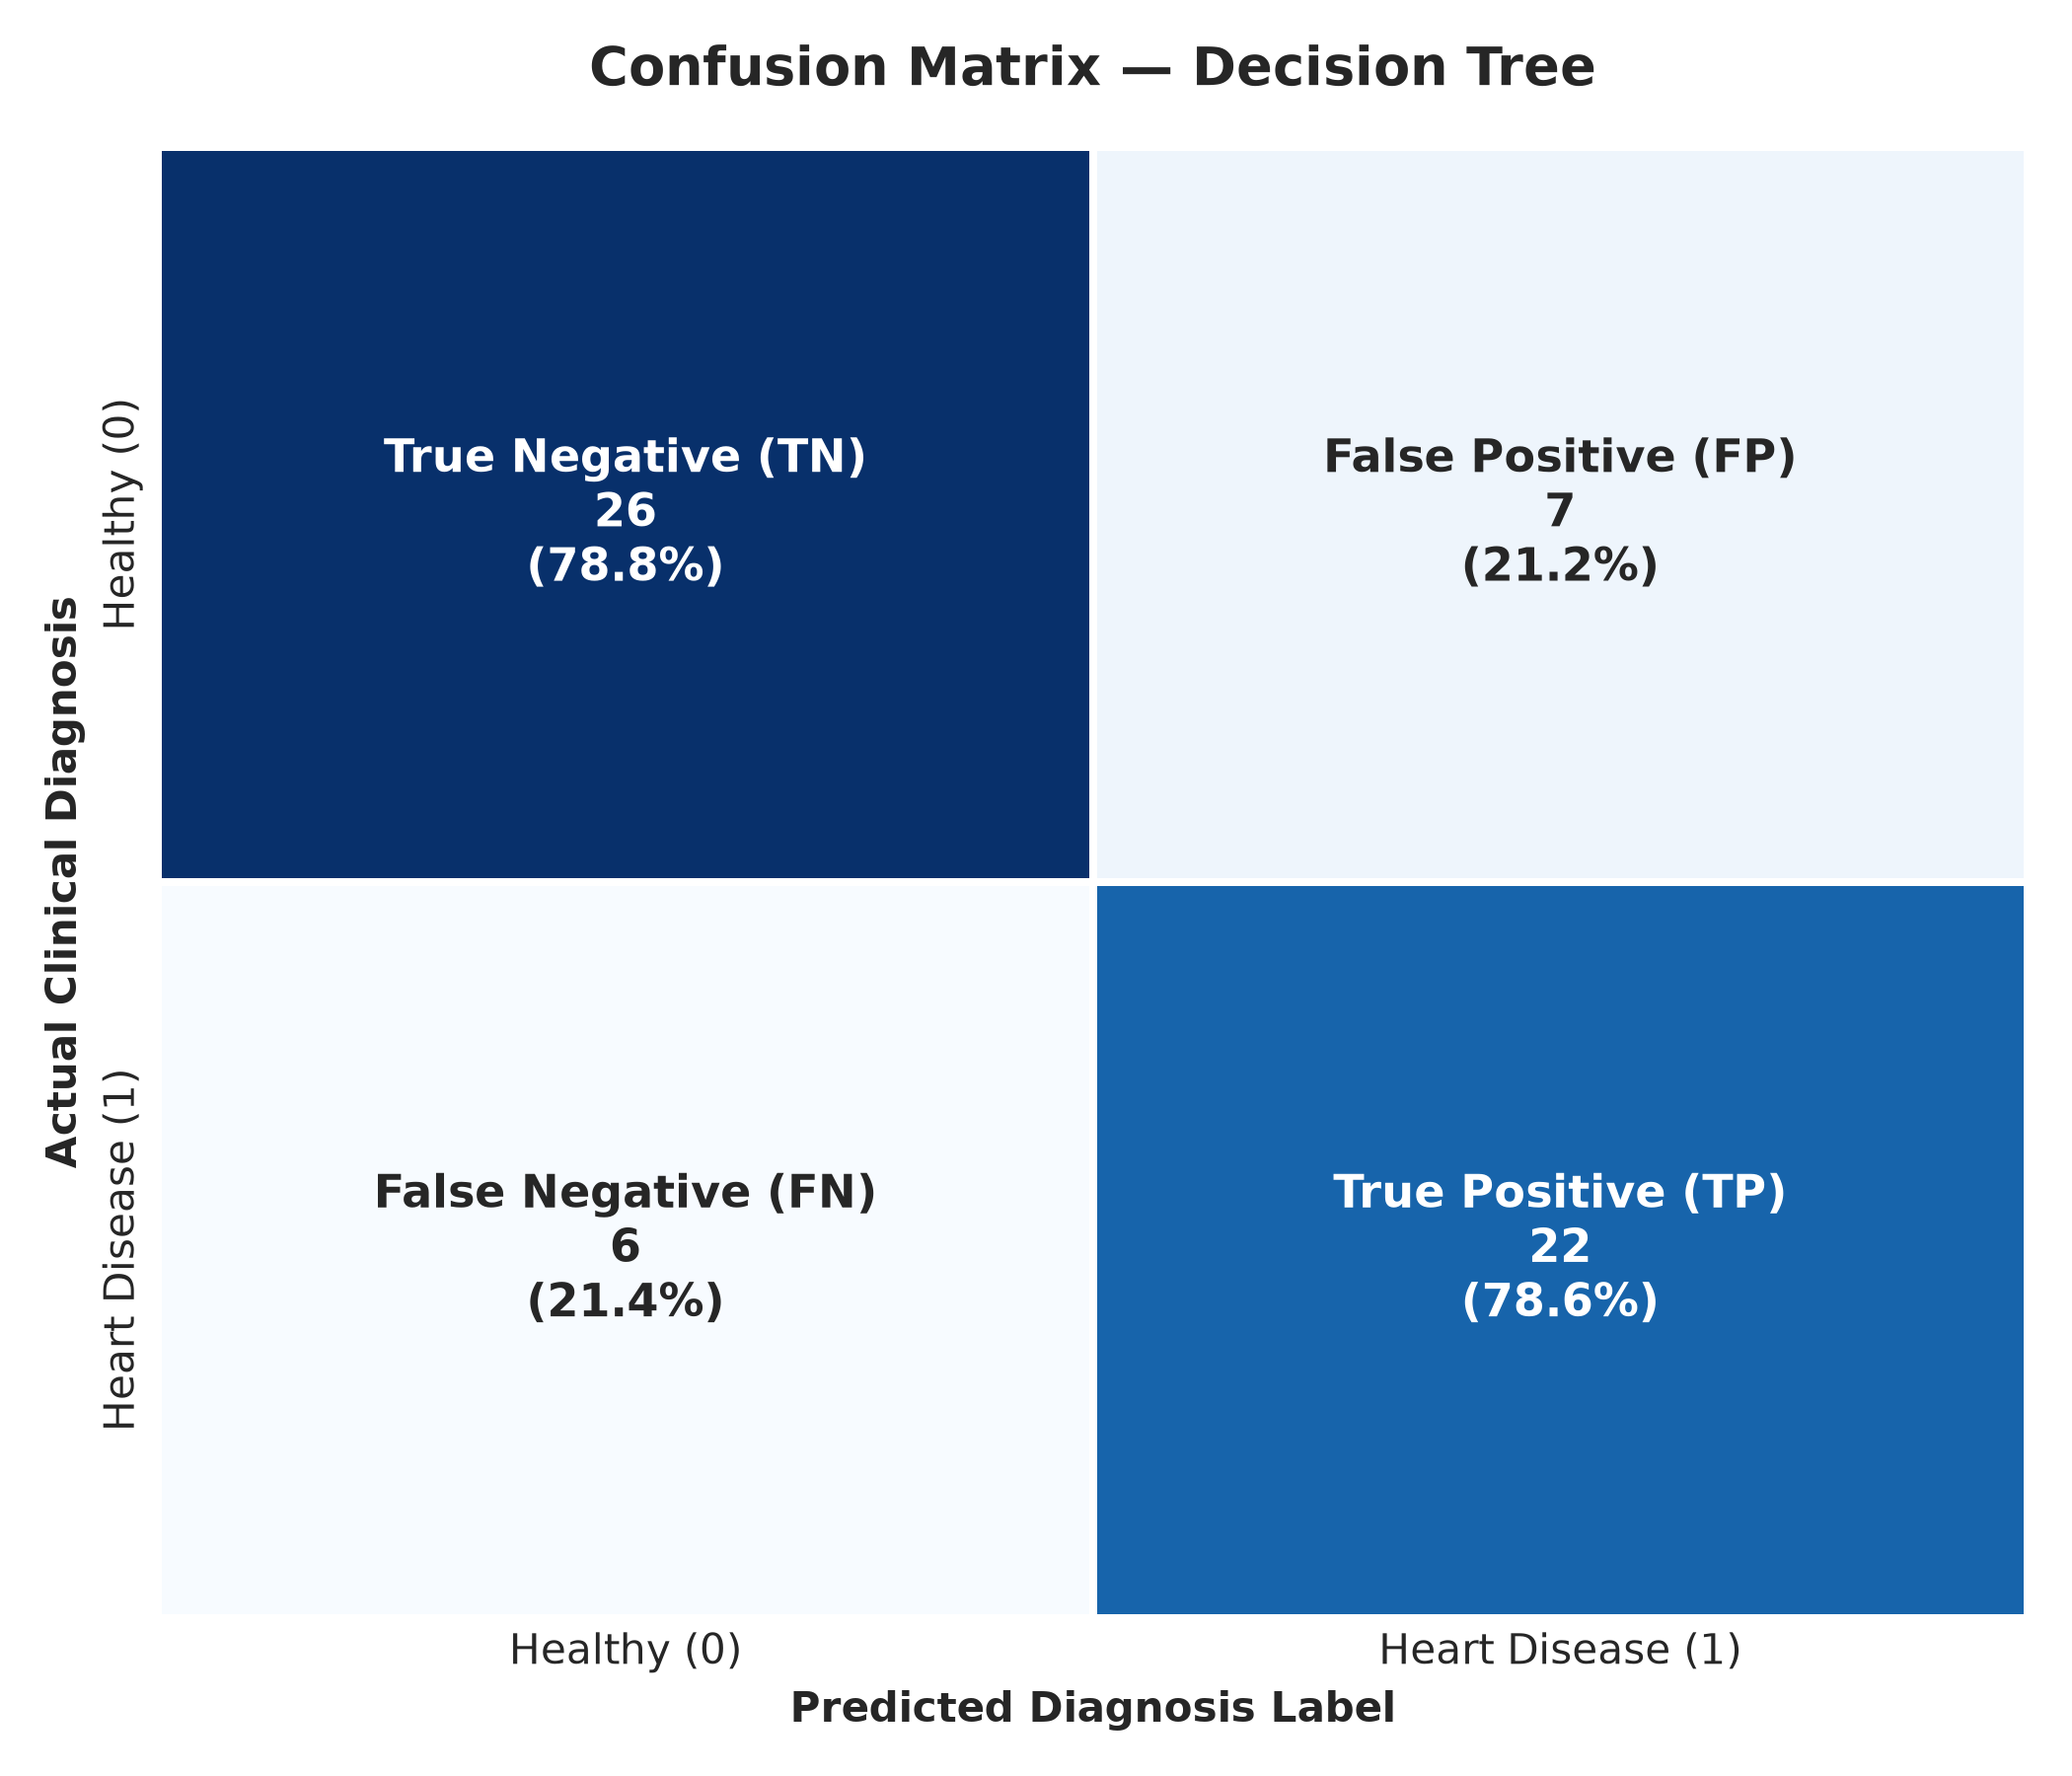 Confusion Matrix — Decision Tree
Actual Clinical Diagnosis
Healthy (0)
True Negative (TN)
26
(78.8%)
False Positive (FP)
7
(21.2%)
Heart Disease (1)
False Negative (FN)
6
(21.4%)
True Positive (TP)
22
(78.6%)
Healthy (0)
Heart Disease (1)
Predicted Diagnosis Label